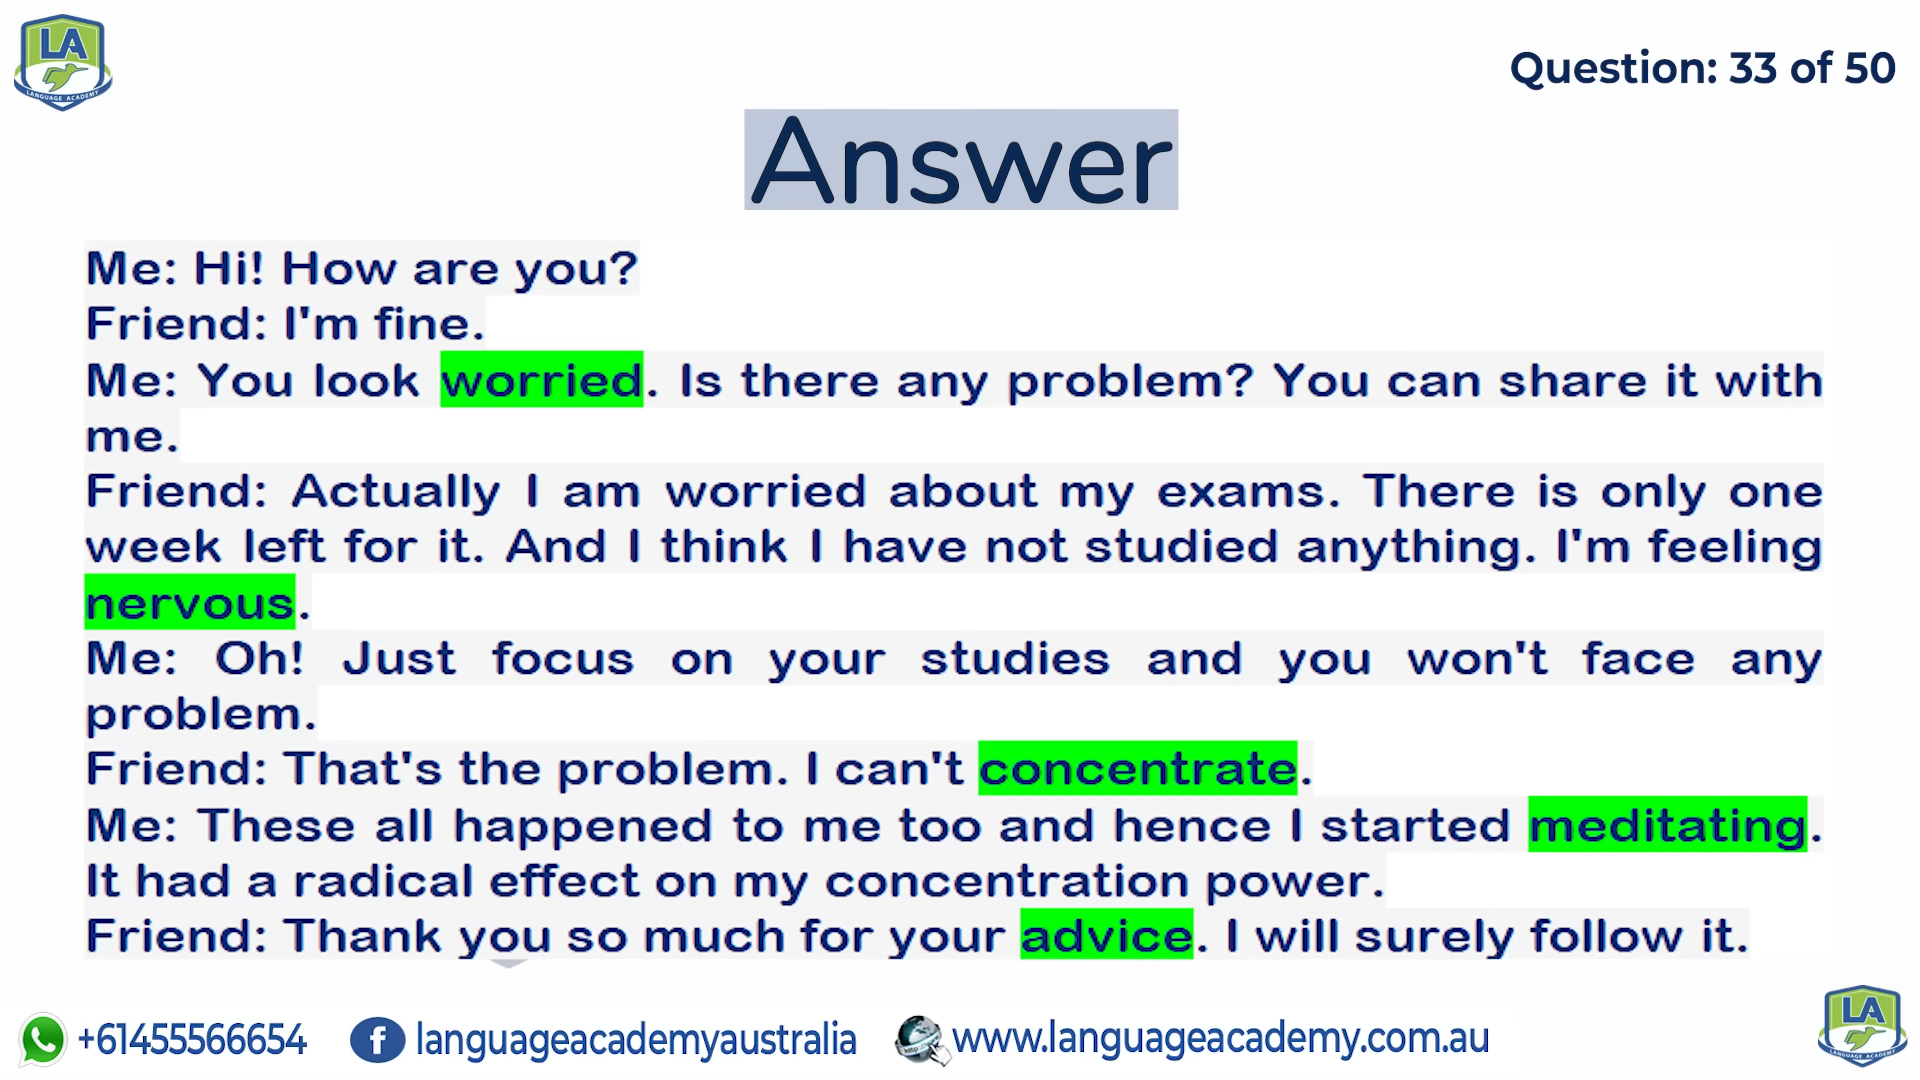 LA
LANGUAGE ACADEMY
Question: 33 of 50
Answer
Me: Hi! How are you?
Friend: I'm fine.
Me: You look worried. Is there any problem? You can share it with
me.
Friend: Actually I am worried about my exams. There is only one
week left for it. And I think I have not studied anything. I'm feeling
nervous.
Me: Oh! Just focus on your studies and you won't face any
problem.
Friend: That's the problem. I can't concentrate.
Me: These all happened to me too and hence I started meditating.
It had a radical effect on my concentration power.
Friend: Thank you so much for your advice. I will surely follow it.
+61455566654
f
languageacademyaustralia
www.languageacademy.com.au
LA
LANGUAGE ACADEMY